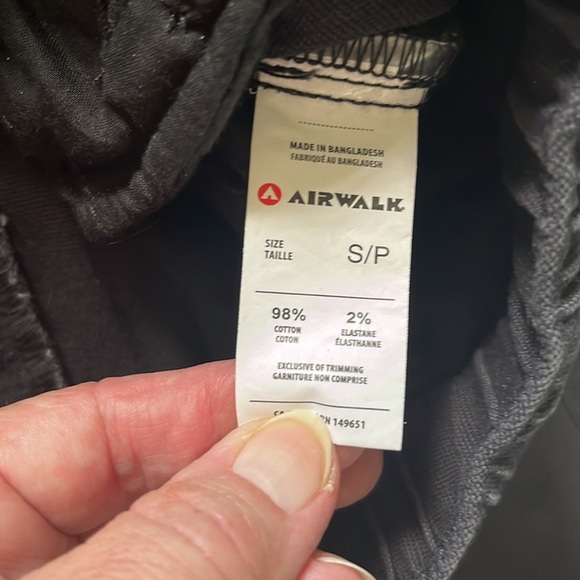 MADE IN BANGLADESH
FABRIQUÉ AU BANGLADESH
AIRWALK
SIZE
TAILLE
S/P
98%
COTTON
COTON
2%
ELASTANE
ÉLASTHANNE
EXCLUSIVE OF TRIMMING
GARNITURE NON COMPRISE
149651